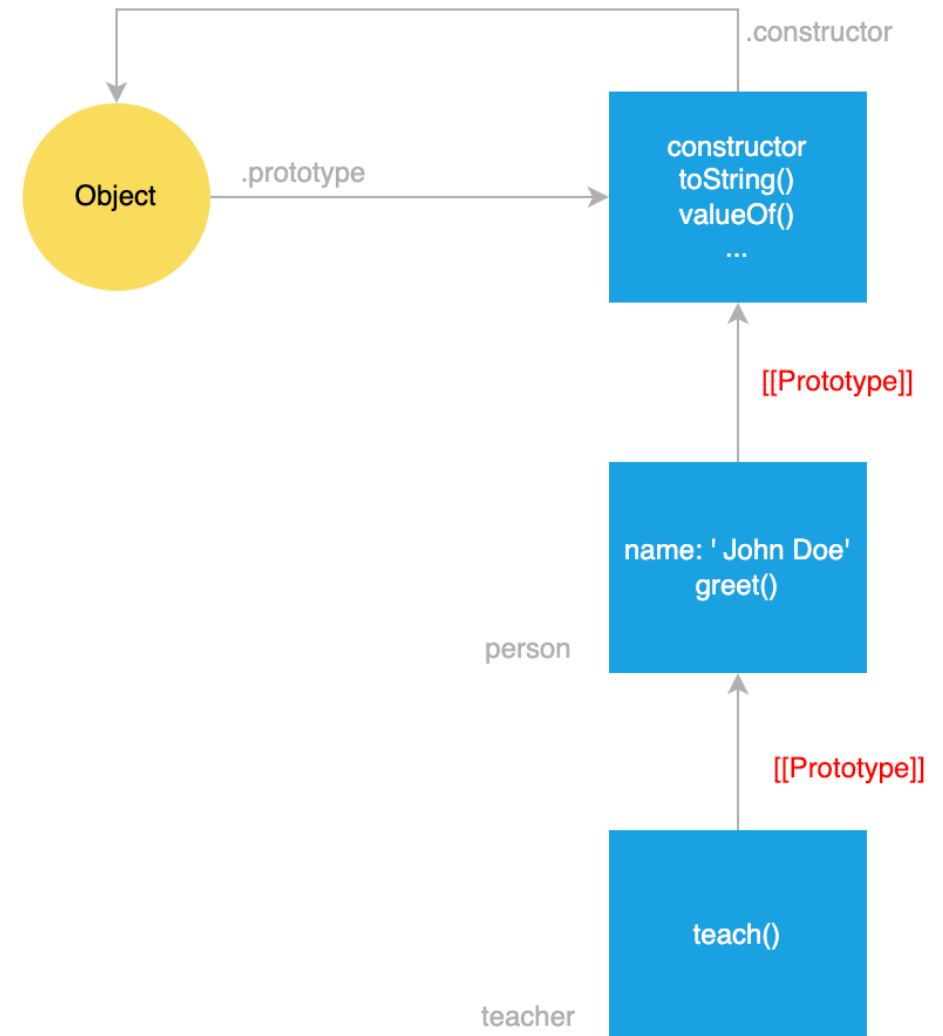 .constructor
Object
.prototype
constructor
toString()
valueOf()
...
[[Prototype]]
name: ' John Doe'
greet()
person
[[Prototype]]
teach()
teacher